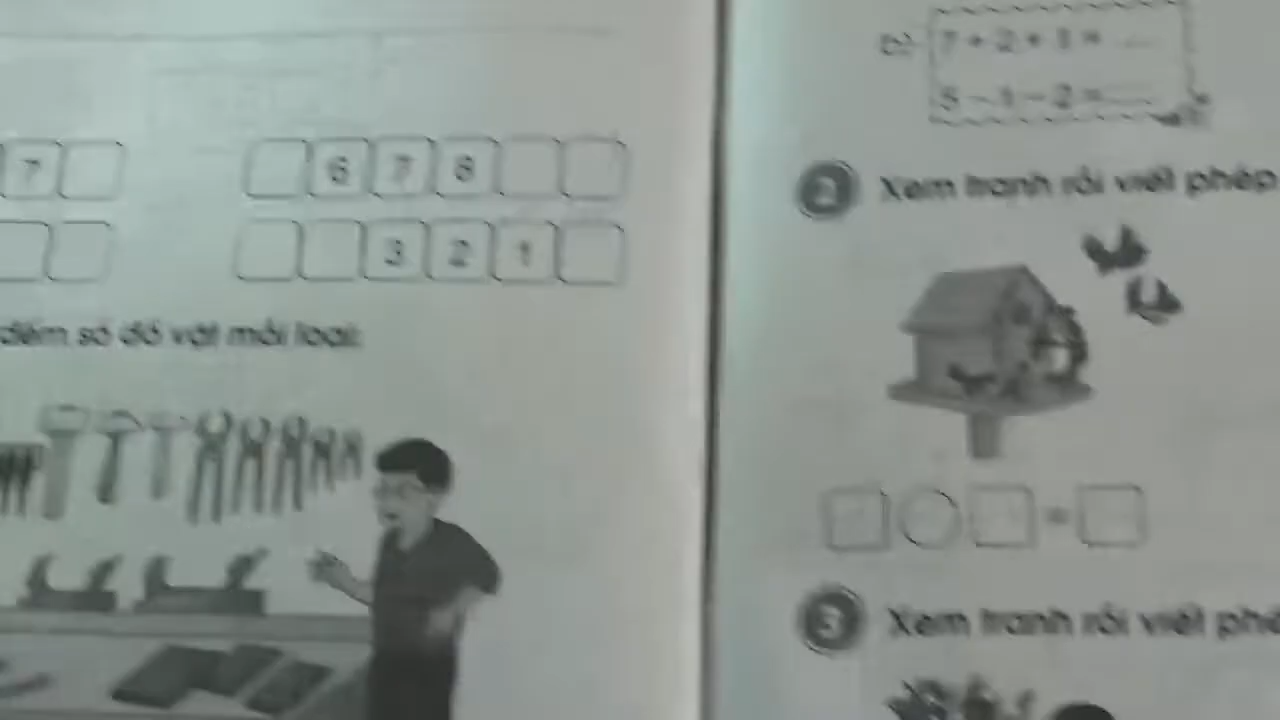 7
6 7 8
3 2 1
đếm số đồ vật mỗi loại:
b) 7 + 2 + 1 = ....
5 - 1 - 2 = ....
2 Xem tranh rồi viết phép
=
3 Xem tranh rồi viết